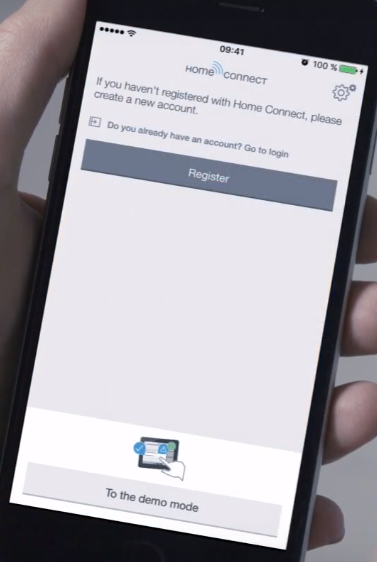 09:41
100 %
HOME CONNECT
If you haven't registered with Home Connect, please
create a new account.
Do you already have an account? Go to login
Register
To the demo mode